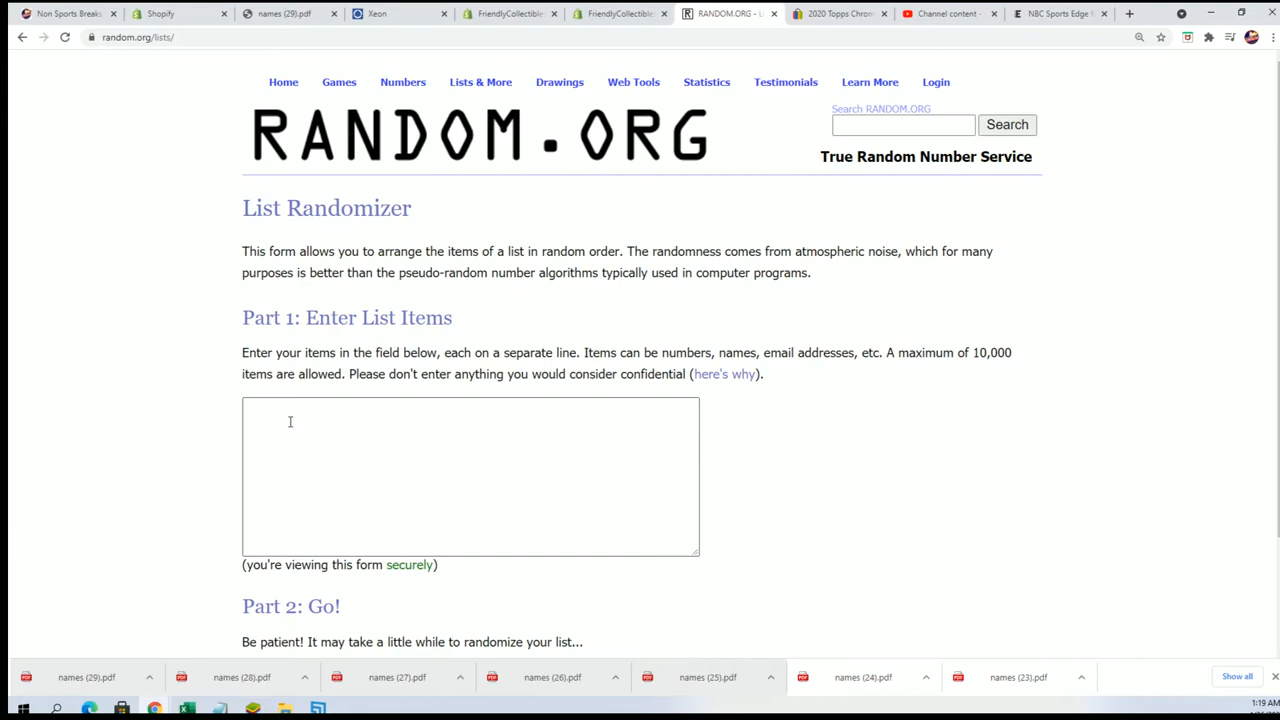 Non Sports Breaks
Shopify
names (29).pdf
Xeon
FriendlyCollectibles
FriendlyCollectibles
RANDOM.ORG - Li
2020 Topps Chrom
Channel content -
NBC Sports Edge
random.org/lists/
Home Games Numbers Lists & More Drawings Web Tools Statistics Testimonials Learn More Login
RANDOM.ORG
Search RANDOM.ORG
Search
True Random Number Service
List Randomizer
This form allows you to arrange the items of a list in random order. The randomness comes from atmospheric noise, which for many
purposes is better than the pseudo-random number algorithms typically used in computer programs.
Part 1: Enter List Items
Enter your items in the field below, each on a separate line. Items can be numbers, names, email addresses, etc. A maximum of 10,000
items are allowed. Please don't enter anything you would consider confidential (here's why).
(you're viewing this form securely)
Part 2: Go!
Be patient! It may take a little while to randomize your list...
names (29).pdf
names (28).pdf
names (27).pdf
names (26).pdf
names (25).pdf
names (24).pdf
names (23).pdf
Show all
1:19 AM